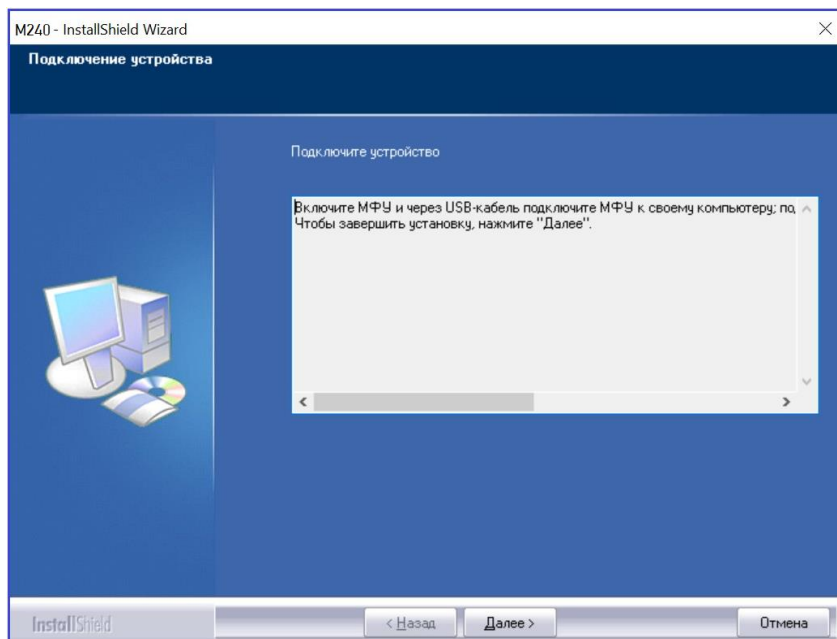 M240 - InstallShield Wizard
Подключение устройства
Подключите устройство
Включите МФУ и через USB-кабель подключите МФУ к своему компьютеру; по,
Чтобы завершить установку, нажмите "Далее".
InstallShield
< Назад
Далее >
Отмена